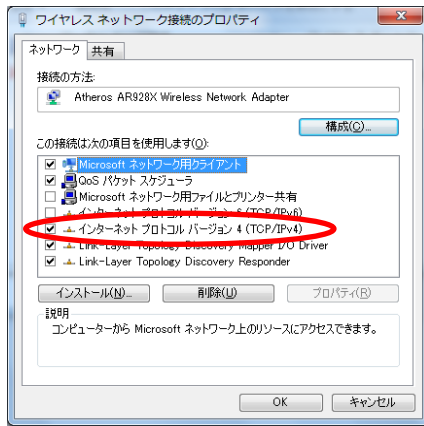 ワイヤレス ネットワーク接続のプロパティ
ネットワーク 共有
接続の方法:
Atheros AR928X Wireless Network Adapter
構成(C)...
この接続は次の項目を使用します(O):
Microsoft ネットワーク用クライアント
QoS パケット スケジューラ
Microsoft ネットワーク用ファイルとプリンター共有
インターネット プロトコル バージョン 6 (TCP/IPv6)
インターネット プロトコル バージョン 4 (TCP/IPv4)
Link-Layer Topology Discovery Mapper I/O Driver
Link-Layer Topology Discovery Responder
インストール(N)... 削除(U) プロパティ(R)
説明
コンピューターから Microsoft ネットワーク上のリソースにアクセスできます。
OK キャンセル